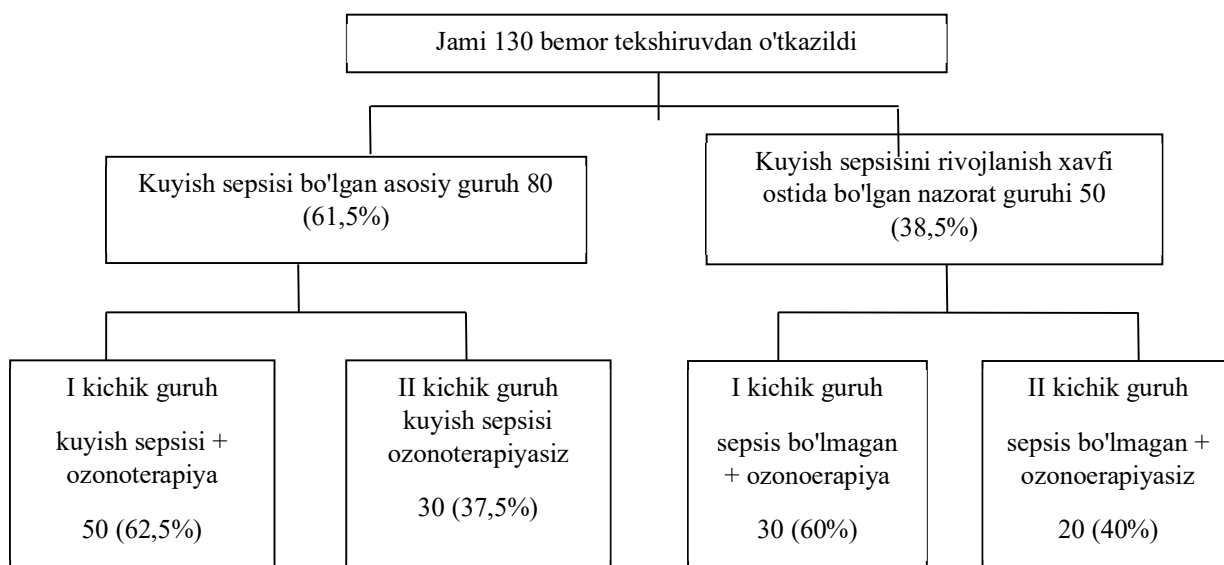 Jami 130 bemor tekshiruvdan o'tkazildi
Kuyish sepsisi bo'lgan asosiy guruh 80
(61,5%)
Kuyish sepsisini rivojlanish xavfi
ostida bo'lgan nazorat guruhi 50
(38,5%)
I kichik guruh
kuyish sepsisi +
ozonoterapiya
50 (62,5%)
II kichik guruh
kuyish sepsisi
ozonoterapiyasiz
30 (37,5%)
I kichik guruh
sepsis bo'lmagan
+ ozonoerapiya
30 (60%)
II kichik guruh
sepsis bo'lmagan +
ozonoerapiyasiz
20 (40%)